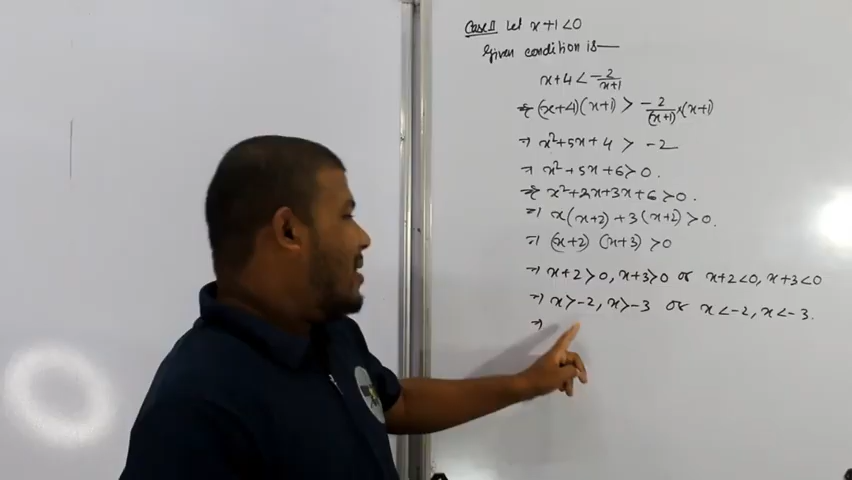 Case II Let x+1<0
Given condition is—
x+4 < -2/(x+1)
⇒ (x+4)(x+1) > -2/(x+1) × (x+1)
⇒ x²+5x+4 > -2
⇒ x²+5x+6>0.
⇒ x²+2x+3x+6>0.
⇒ x(x+2)+3(x+2)>0.
⇒ (x+2)(x+3)>0
⇒ x+2>0, x+3>0 or x+2<0, x+3<0
⇒ x>-2, x>-3 or x<-2, x<-3.
⇒